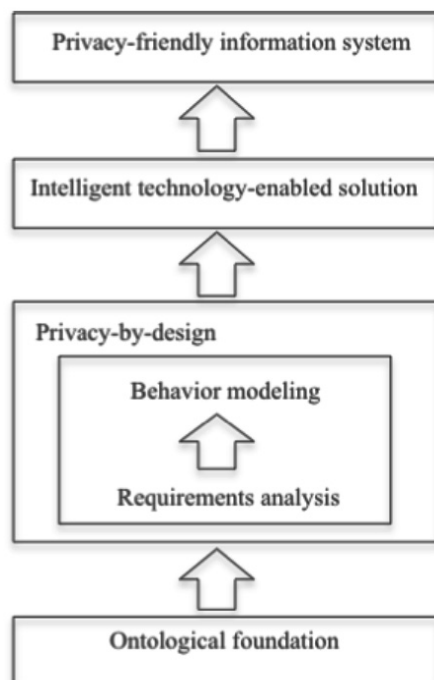 Privacy-friendly information system
Intelligent technology-enabled solution
Privacy-by-design
Behavior modeling
Requirements analysis
Ontological foundation